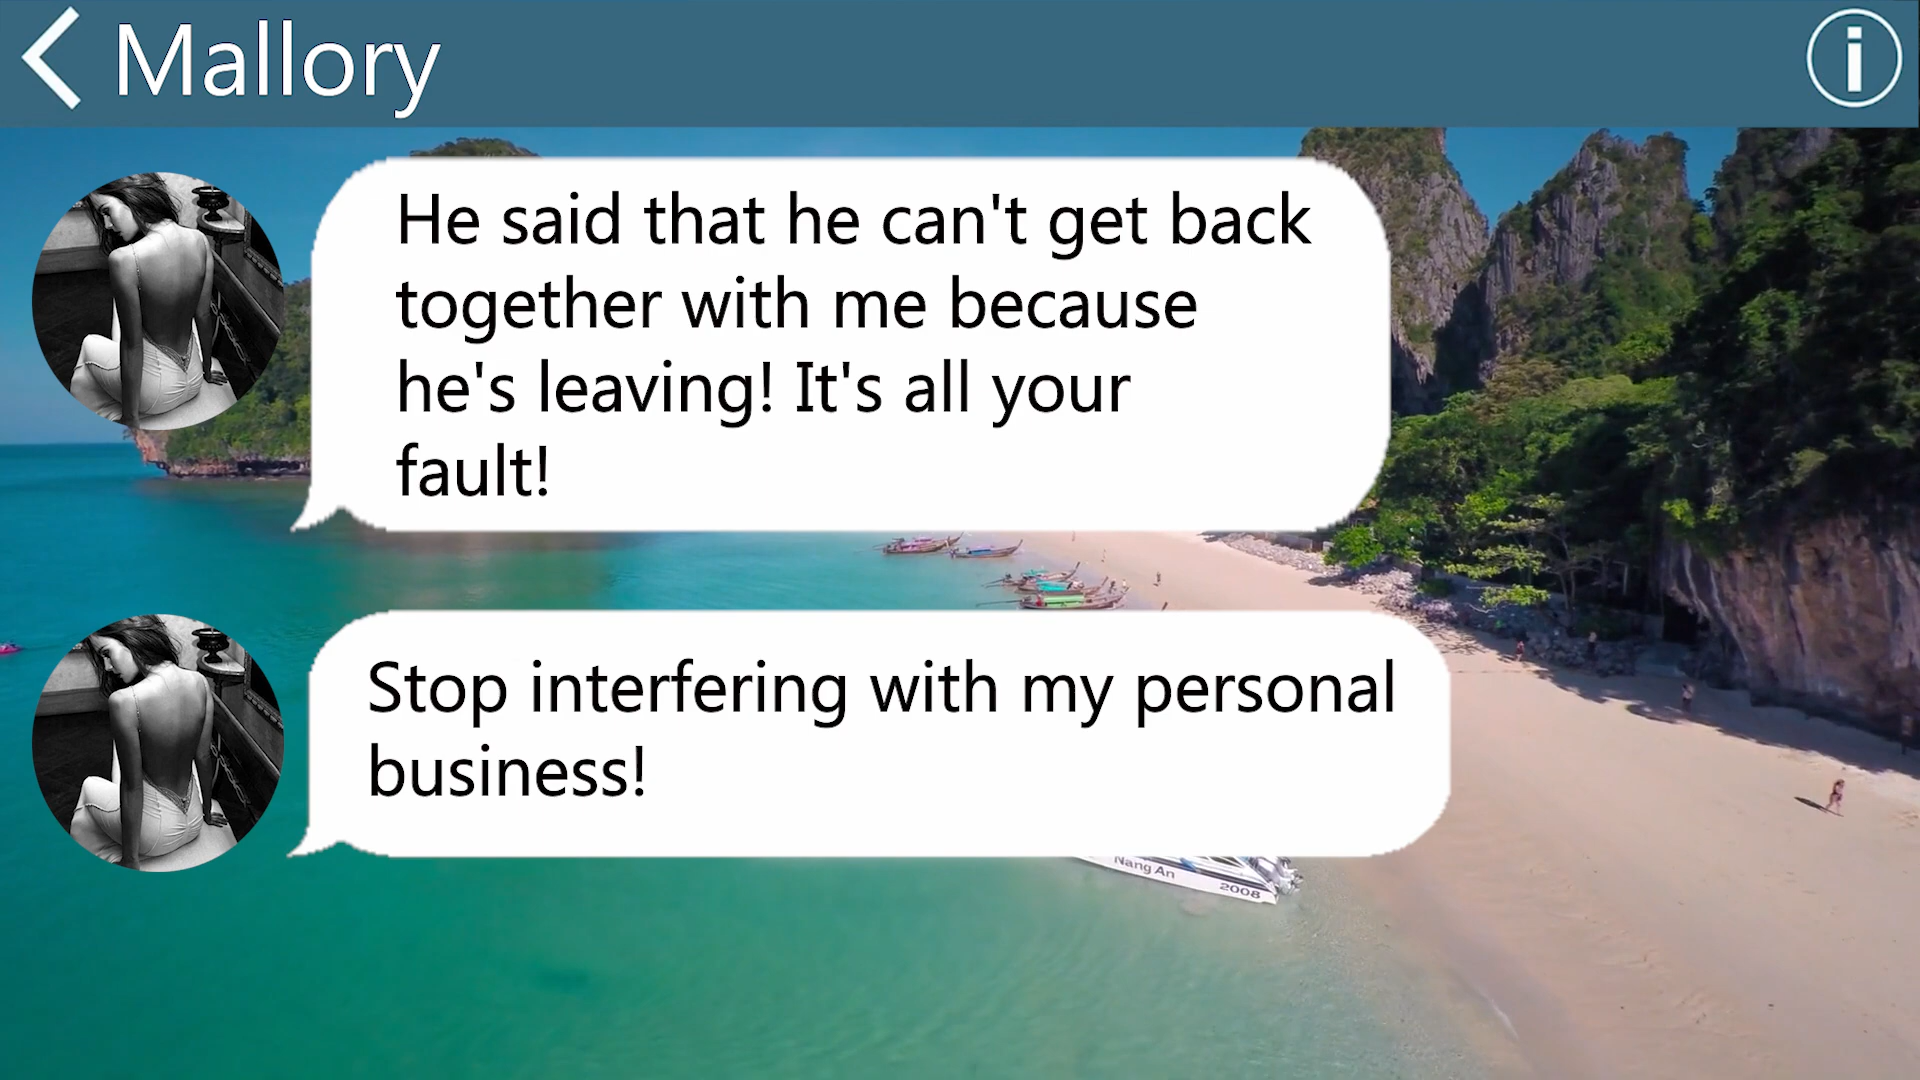 Mallory
He said that he can't get back
together with me because
he's leaving! It's all your
fault!
Stop interfering with my personal
business!
Nang An
2008